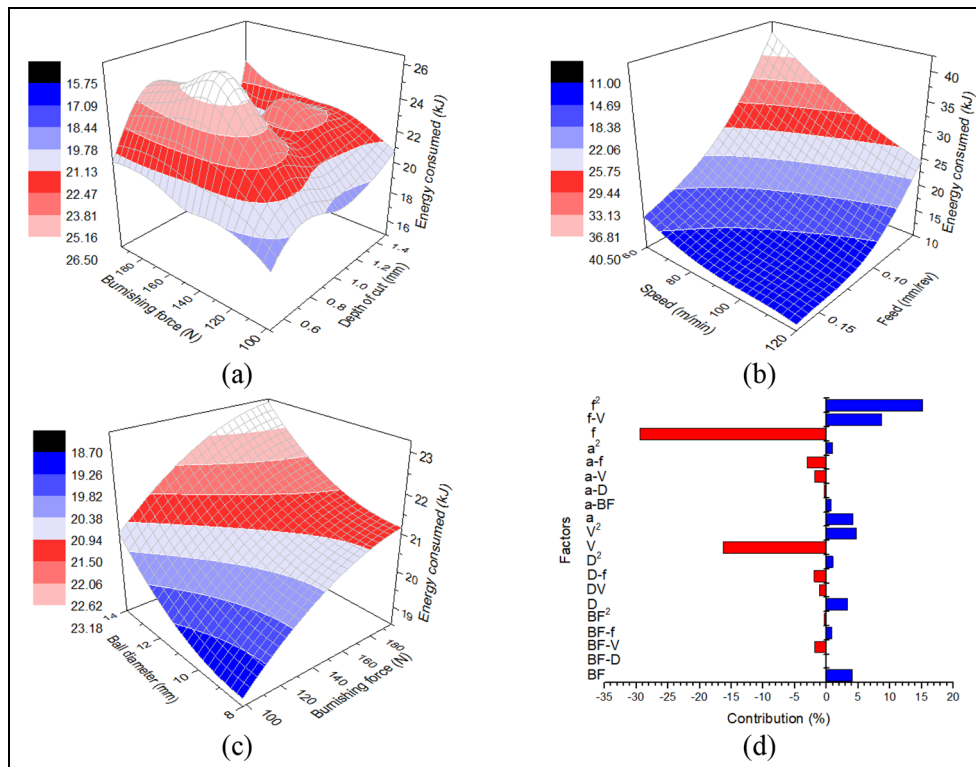 15.75
17.09
18.44
19.78
21.13
22.47
23.81
25.16
26.50
26
24
22
20
18
16
Energy consumed (kJ)
180
160
140
120
100
Burnishing force (N)
1.4
1.2
1.0
0.8
0.6
Depth of cut (mm)
(a)
11.00
14.69
18.38
22.06
25.75
29.44
33.13
36.81
40.50
40
35
30
25
20
15
10
Eneergy consumed (kJ)
60
80
100
120
Speed (m/min)
0.10
0.15
Feed (mm/rev)
(b)
18.70
19.26
19.82
20.38
20.94
21.50
22.06
22.62
23.18
23
22
21
20
19
Energy consumed (kJ)
14
12
10
8
Ball diameter (mm)
180
160
140
120
100
Burnishing force (N)
(c)
f²
f-V
f
a²
a-f
a-V
a-D
a-BF
a
V²
V
D²
D-f
DV
D
BF²
BF-f
BF-V
BF-D
BF
Factors
-35 -30 -25 -20 -15 -10 -5 0 5 10 15 20
Contribution (%)
(d)